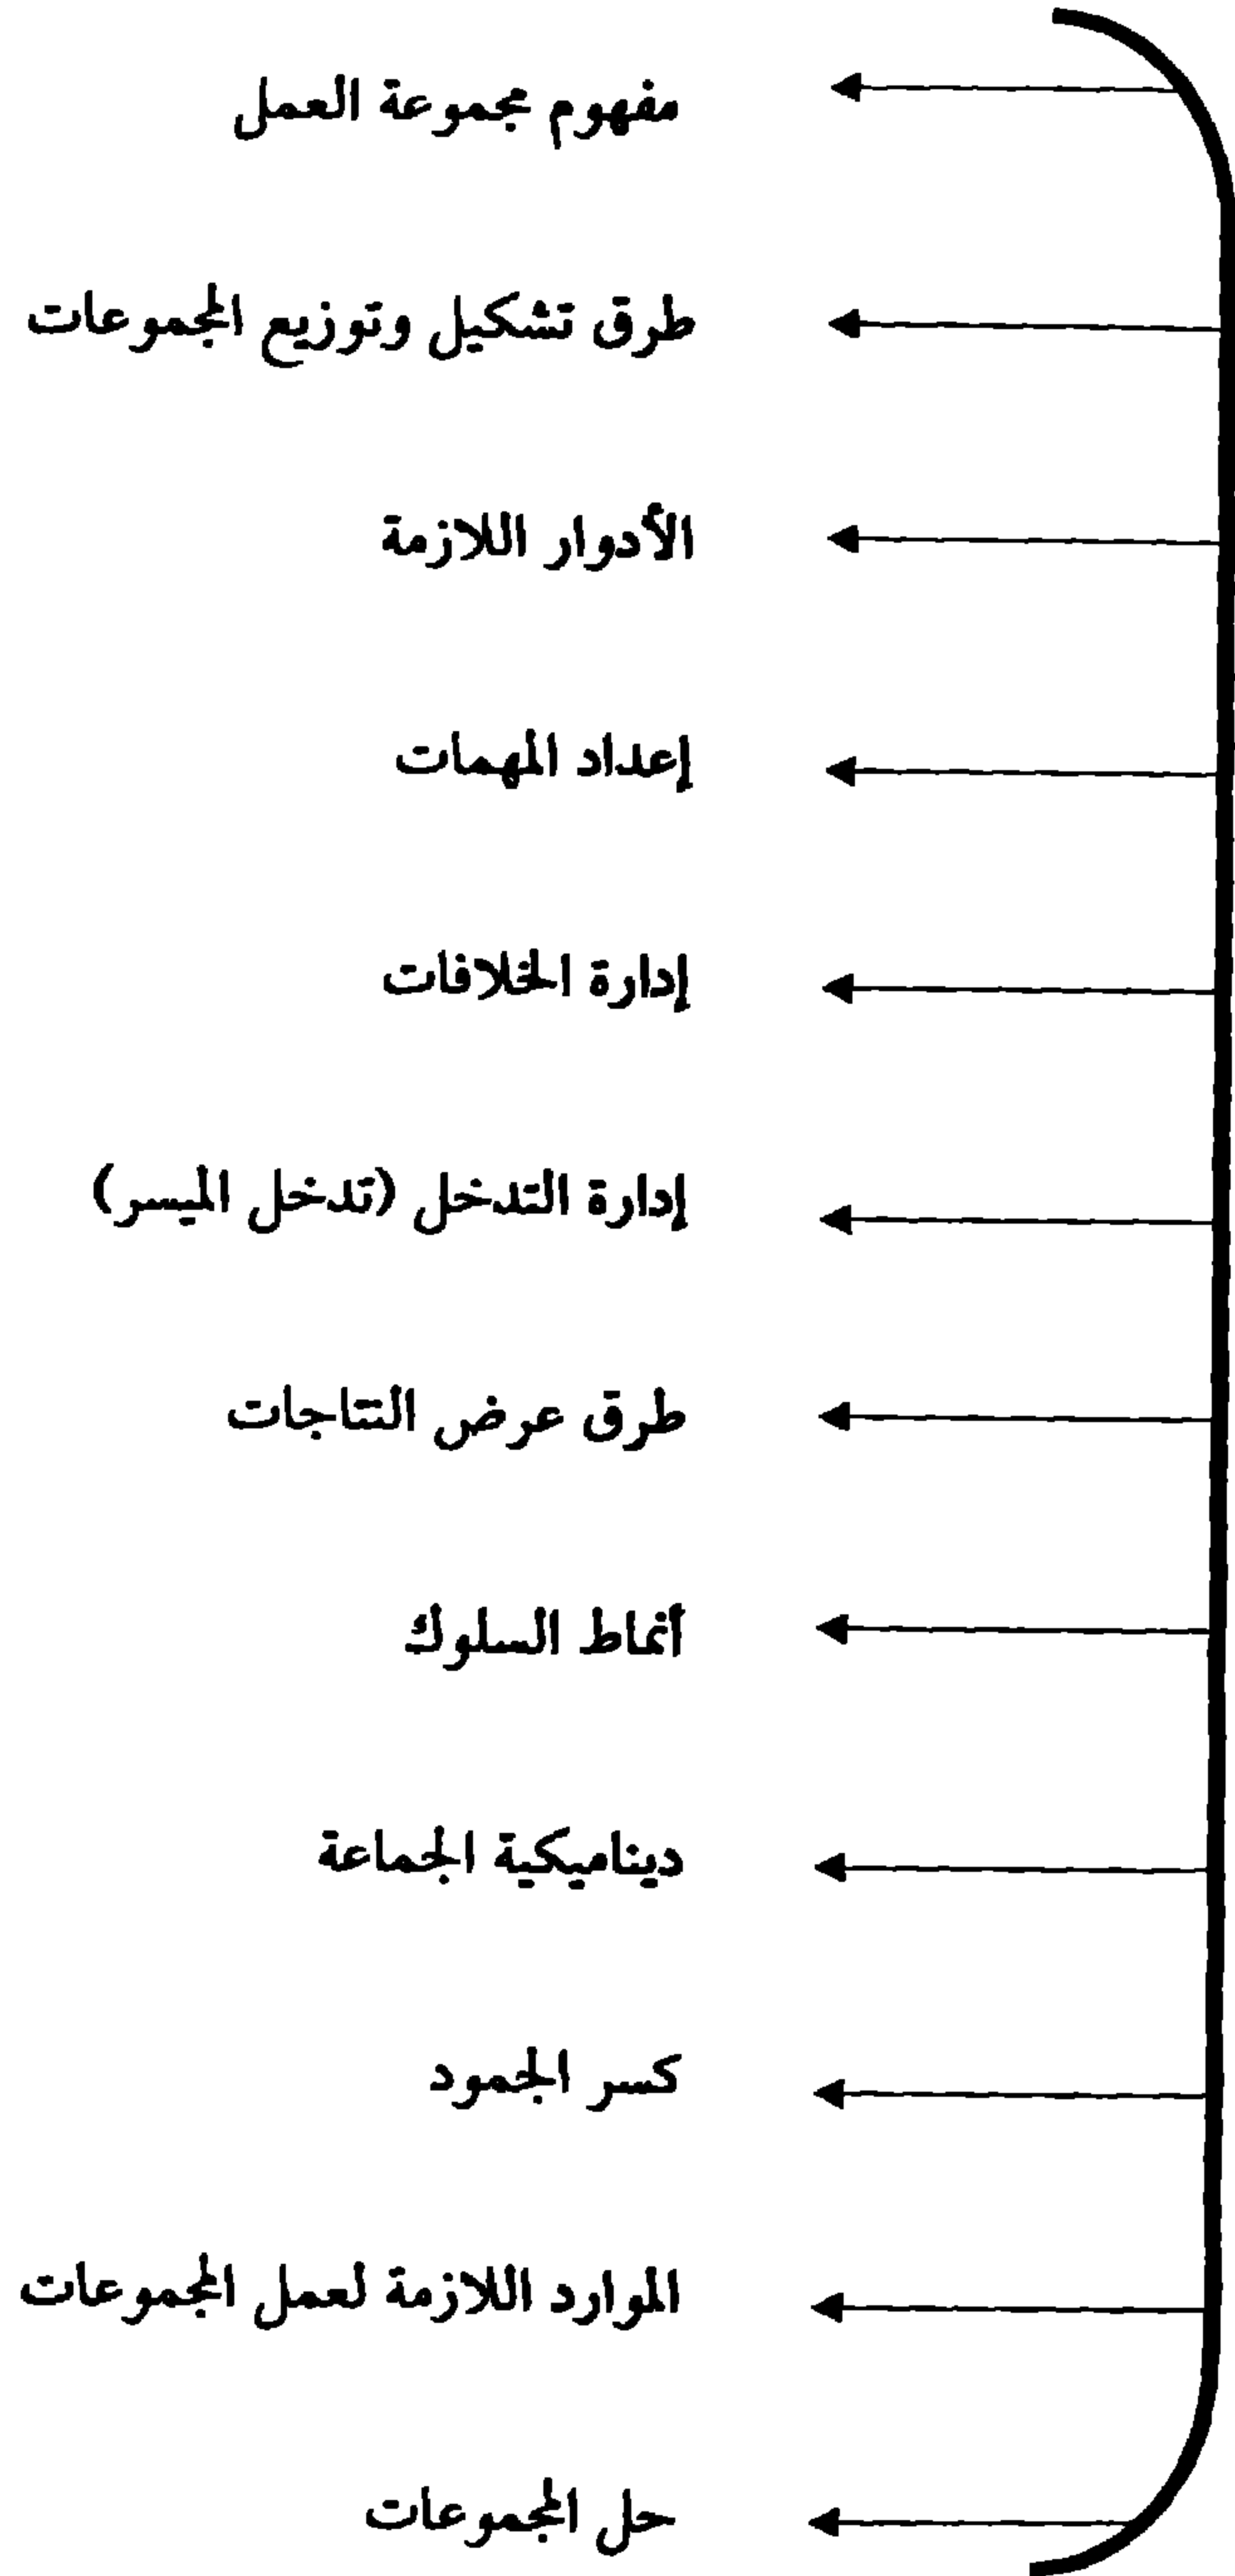 مفهوم مجموعة العمل
طرق تشكيل وتوزيع المجموعات
الأدوار اللازمة
إعداد المهمات
إدارة الخلافات
إدارة التدخل (تدخل الميسر)
طرق عرض النتاجات
أنماط السلوك
ديناميكية الجماعة
كسر الجمود
الموارد اللازمة لعمل المجموعات
حل المجموعات